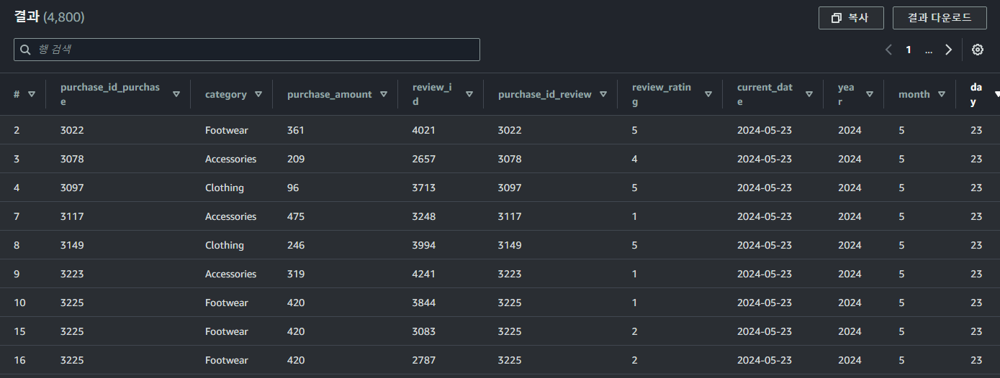 결과 (4,800)
복사
결과 다운로드
행 검색
1 ...
# purchase_id_purchas category purchase_amount review_i purchase_id_review review_ratin current_dat yea month da
e d g e r y
2 3022 Footwear 361 4021 3022 5 2024-05-23 2024 5 23
3 3078 Accessories 209 2657 3078 4 2024-05-23 2024 5 23
4 3097 Clothing 96 3713 3097 5 2024-05-23 2024 5 23
7 3117 Accessories 475 3248 3117 1 2024-05-23 2024 5 23
8 3149 Clothing 246 3994 3149 5 2024-05-23 2024 5 23
9 3223 Accessories 319 4241 3223 1 2024-05-23 2024 5 23
10 3225 Footwear 420 3844 3225 1 2024-05-23 2024 5 23
15 3225 Footwear 420 3083 3225 2 2024-05-23 2024 5 23
16 3225 Footwear 420 2787 3225 2 2024-05-23 2024 5 23